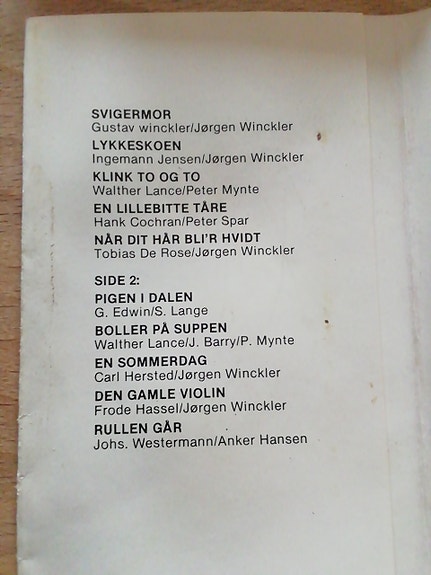 SVIGERMOR
Gustav winckler/Jørgen Winckler
LYKKESKOEN
Ingemann Jensen/Jørgen Winckler
KLINK TO OG TO
Walther Lance/Peter Mynte
EN LILLEBITTE TÅRE
Hank Cochran/Peter Spar
NÅR DIT HÅR BLI'R HVIDT
Tobias De Rose/Jørgen Winckler
SIDE 2:
PIGEN I DALEN
G. Edwin/S. Lange
BOLLER PÅ SUPPEN
Walther Lance/J. Barry/P. Mynte
EN SOMMERDAG
Carl Hersted/Jørgen Winckler
DEN GAMLE VIOLIN
Frode Hassel/Jørgen Winckler
RULLEN GÅR
Johs. Westermann/Anker Hansen